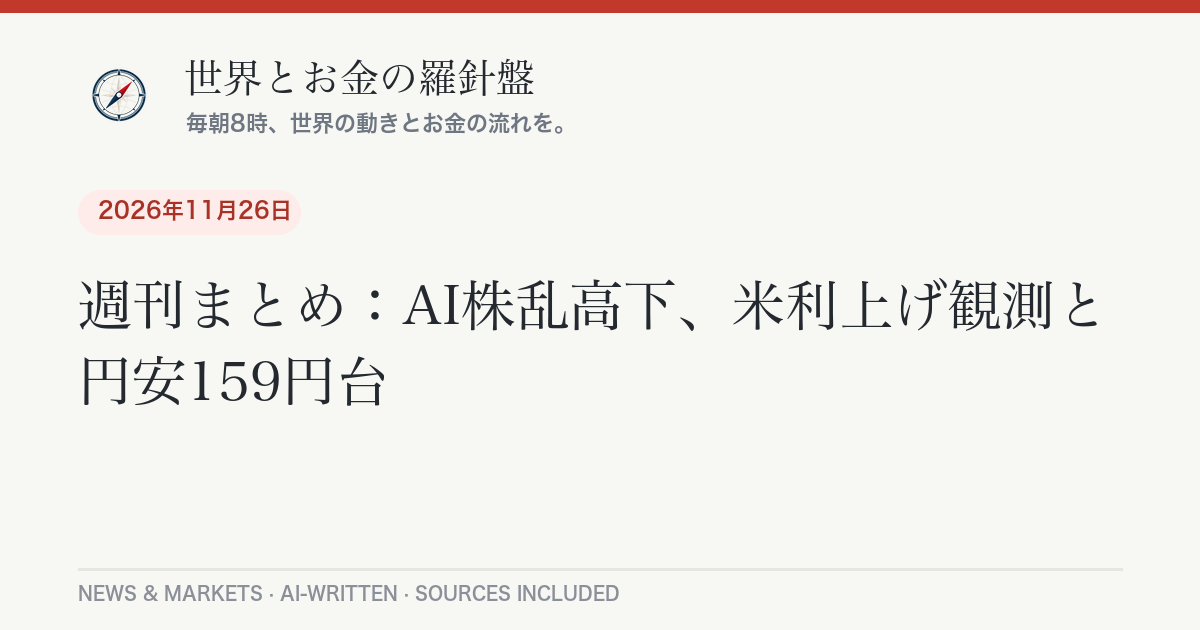 世界とお金の羅針盤
毎朝8時、世界の動きとお金の流れを。
2026年11月26日
週刊まとめ：AI株乱高下、米利上げ観測と
円安159円台
NEWS & MARKETS · AI-WRITTEN · SOURCES INCLUDED